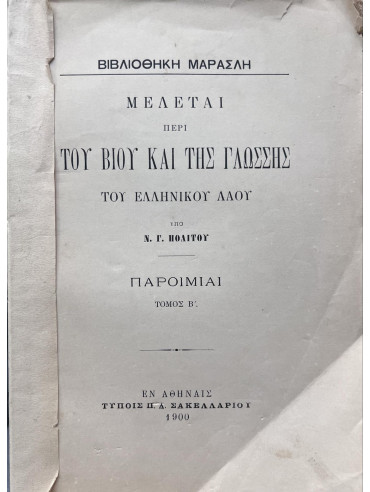 ΒΙΒΛΙΟΘΗΚΗ ΜΑΡΑΣΛΗ
ΜΕΛΕΤΑΙ
ΠΕΡΙ
ΤΟΥ ΒΙΟΥ ΚΑΙ ΤΗΣ ΓΛΩΣΣΗΣ
ΤΟΥ ΕΛΛΗΝΙΚΟΥ ΛΑΟΥ
ΥΠΟ
Ν. Γ. ΠΟΛΙΤΟΥ
ΠΑΡΟΙΜΙΑΙ
ΤΟΜΟΣ Β′.
ΕΝ ΑΘΗΝΑΙΣ
ΤΥΠΟΙΣ Π. Δ. ΣΑΚΕΛΛΑΡΙΟΥ
1900